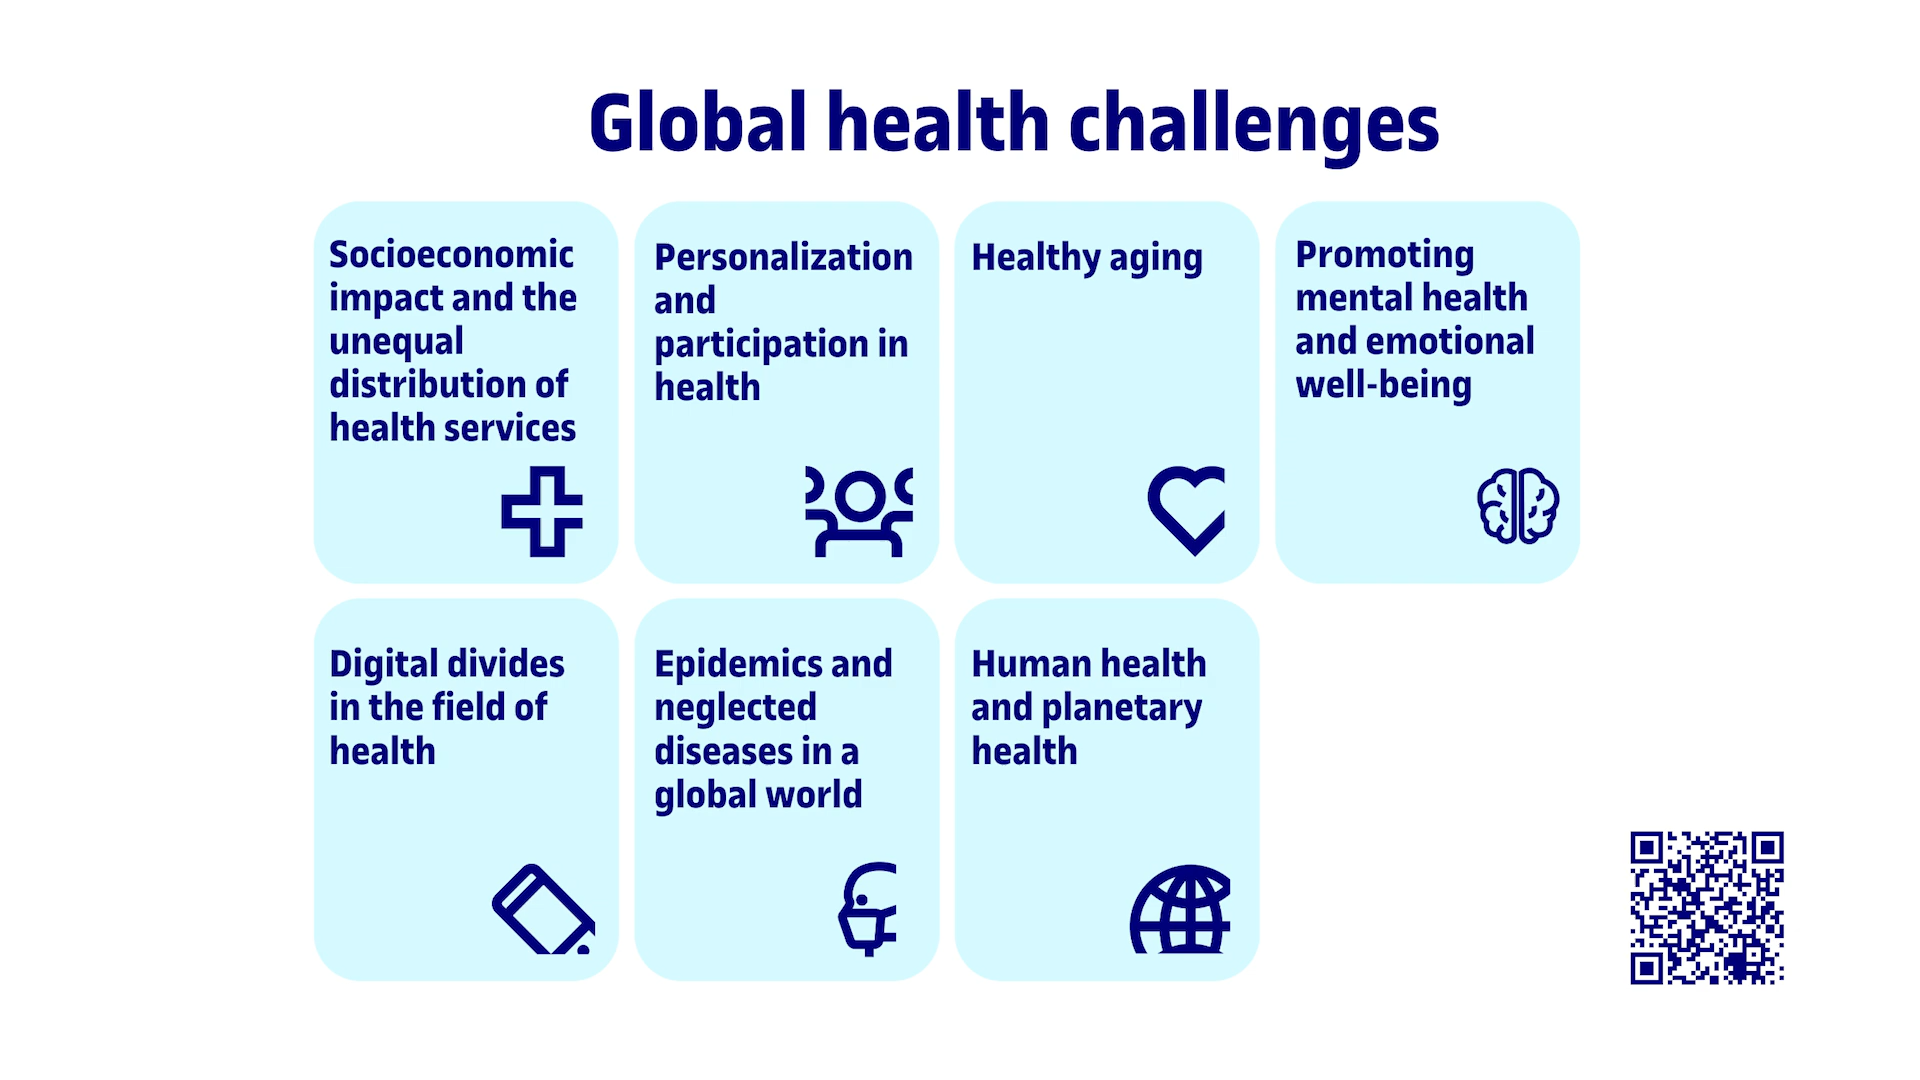 Global health challenges
Socioeconomic
impact and the
unequal
distribution of
health services
Personalization
and
participation in
health
Healthy aging
Promoting
mental health
and emotional
well-being
Digital divides
in the field of
health
Epidemics and
neglected
diseases in a
global world
Human health
and planetary
health